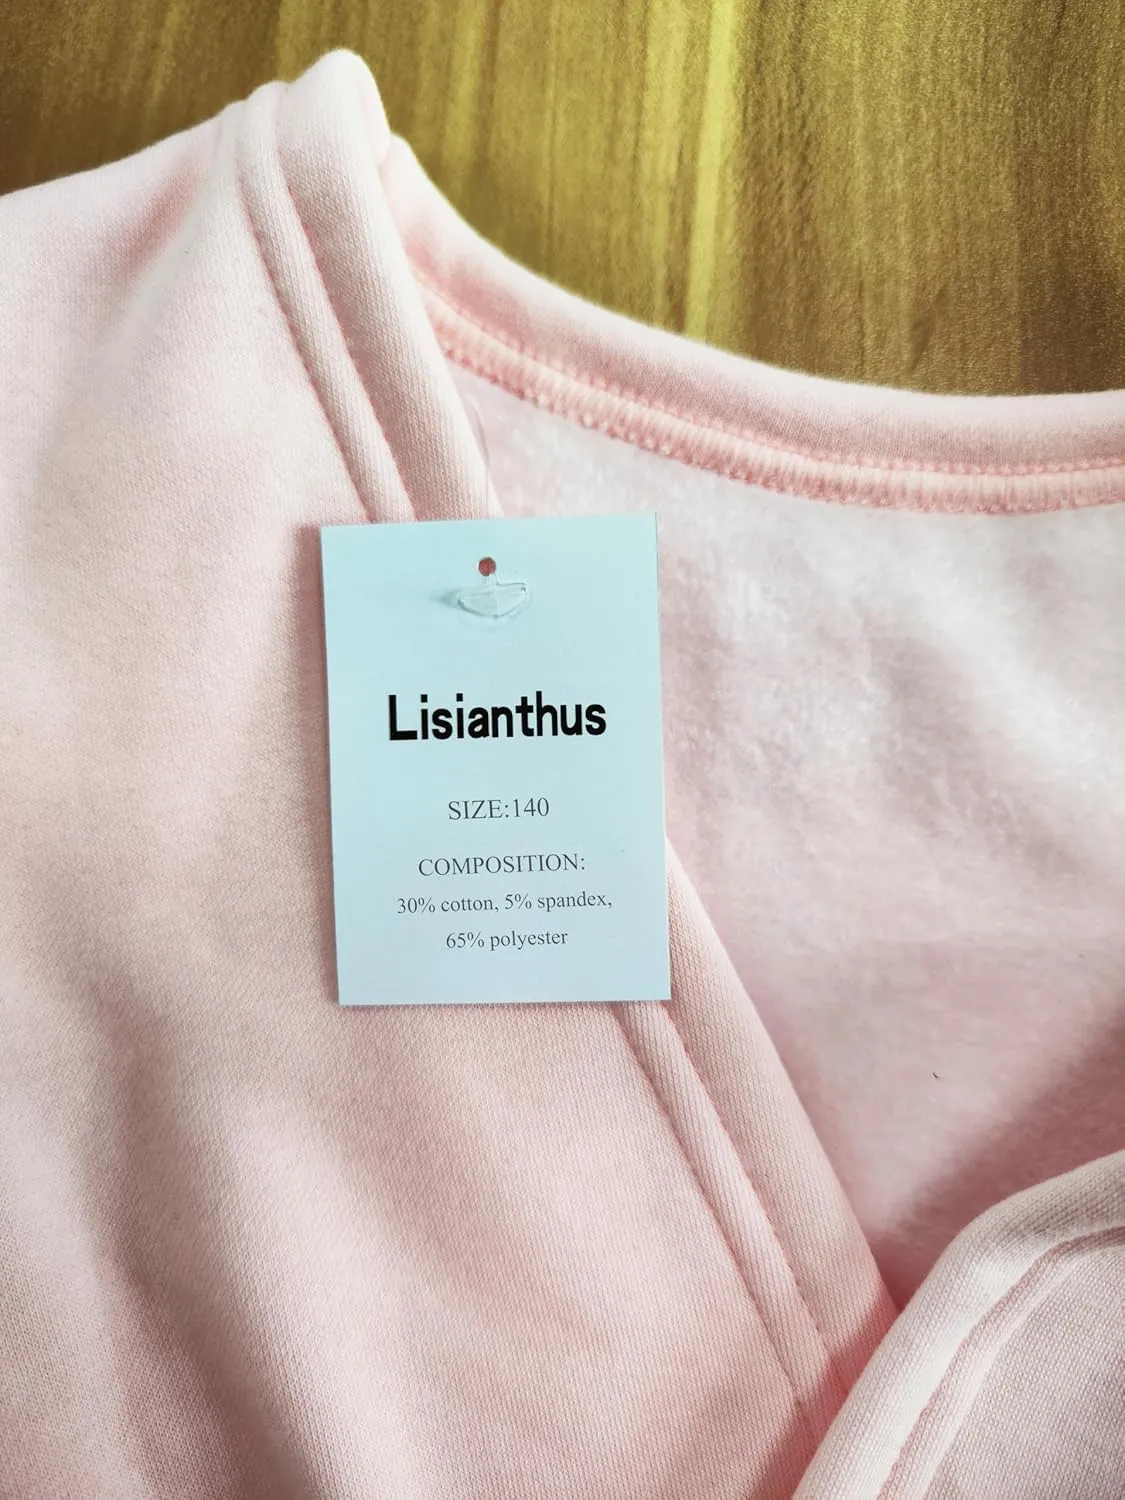 Lisianthus
SIZE:140
COMPOSITION:
30% cotton, 5% spandex,
65% polyester